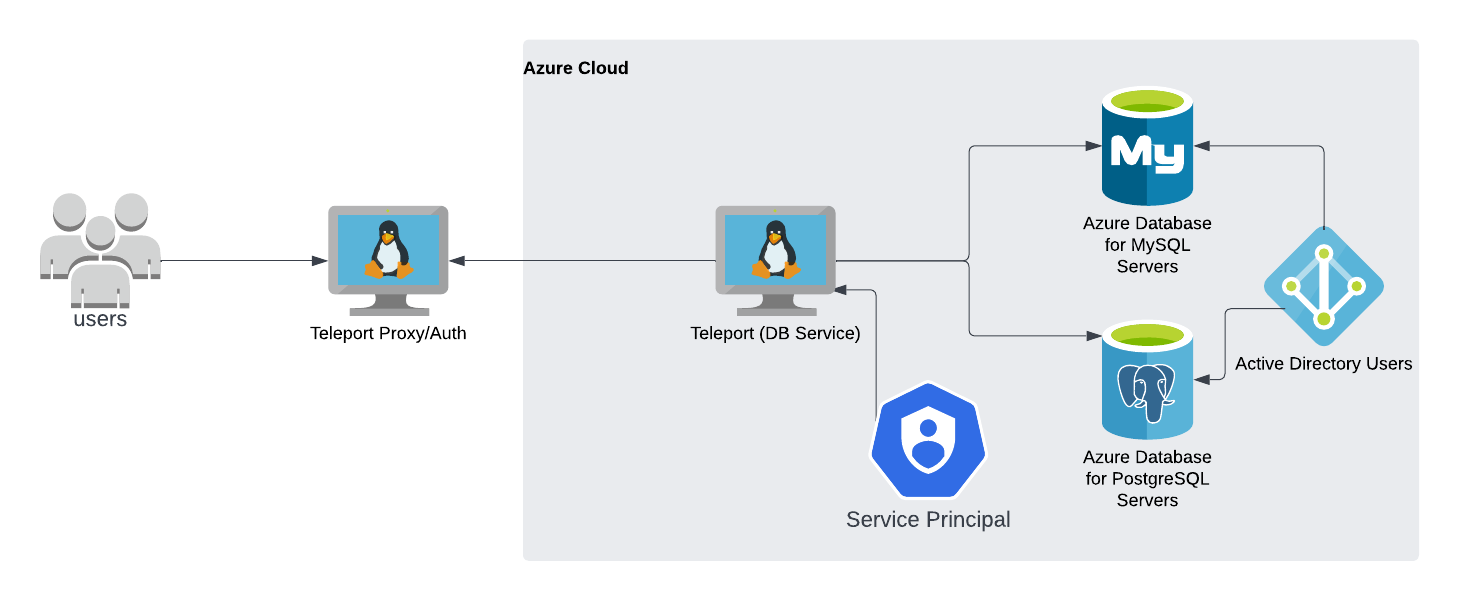 Azure Cloud
users
Teleport Proxy/Auth
Teleport (DB Service)
My
Azure Database
for MySQL
Servers
Active Directory Users
Azure Database
for PostgreSQL
Servers
Service Principal